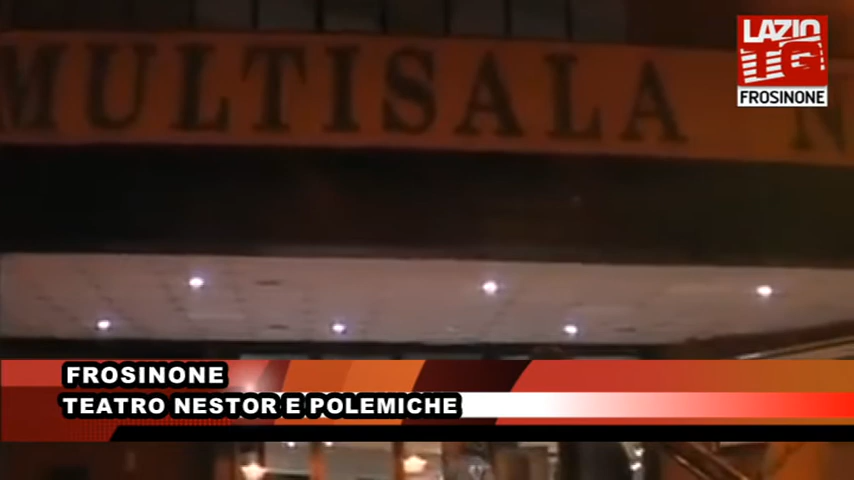 MULTISALA N
LAZIO
TG
FROSINONE
FROSINONE
TEATRO NESTOR E POLEMICHE